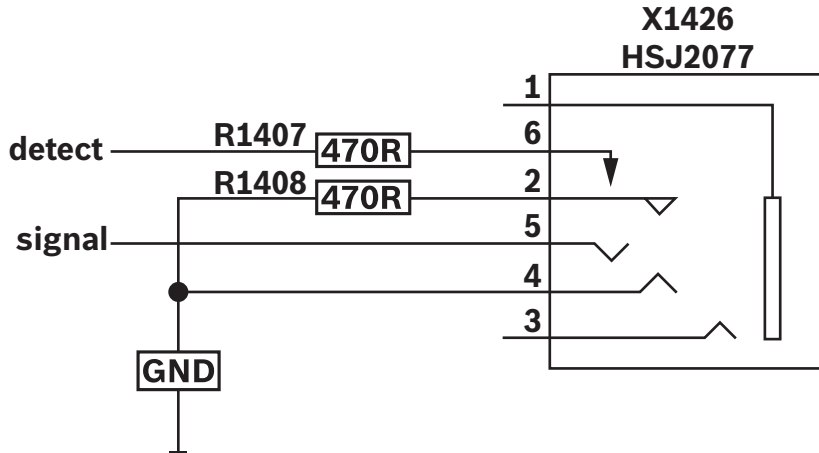 X1426
HSJ2077
1
detect
R1407
470R
6
R1408
470R
2
signal
5
4
3
GND